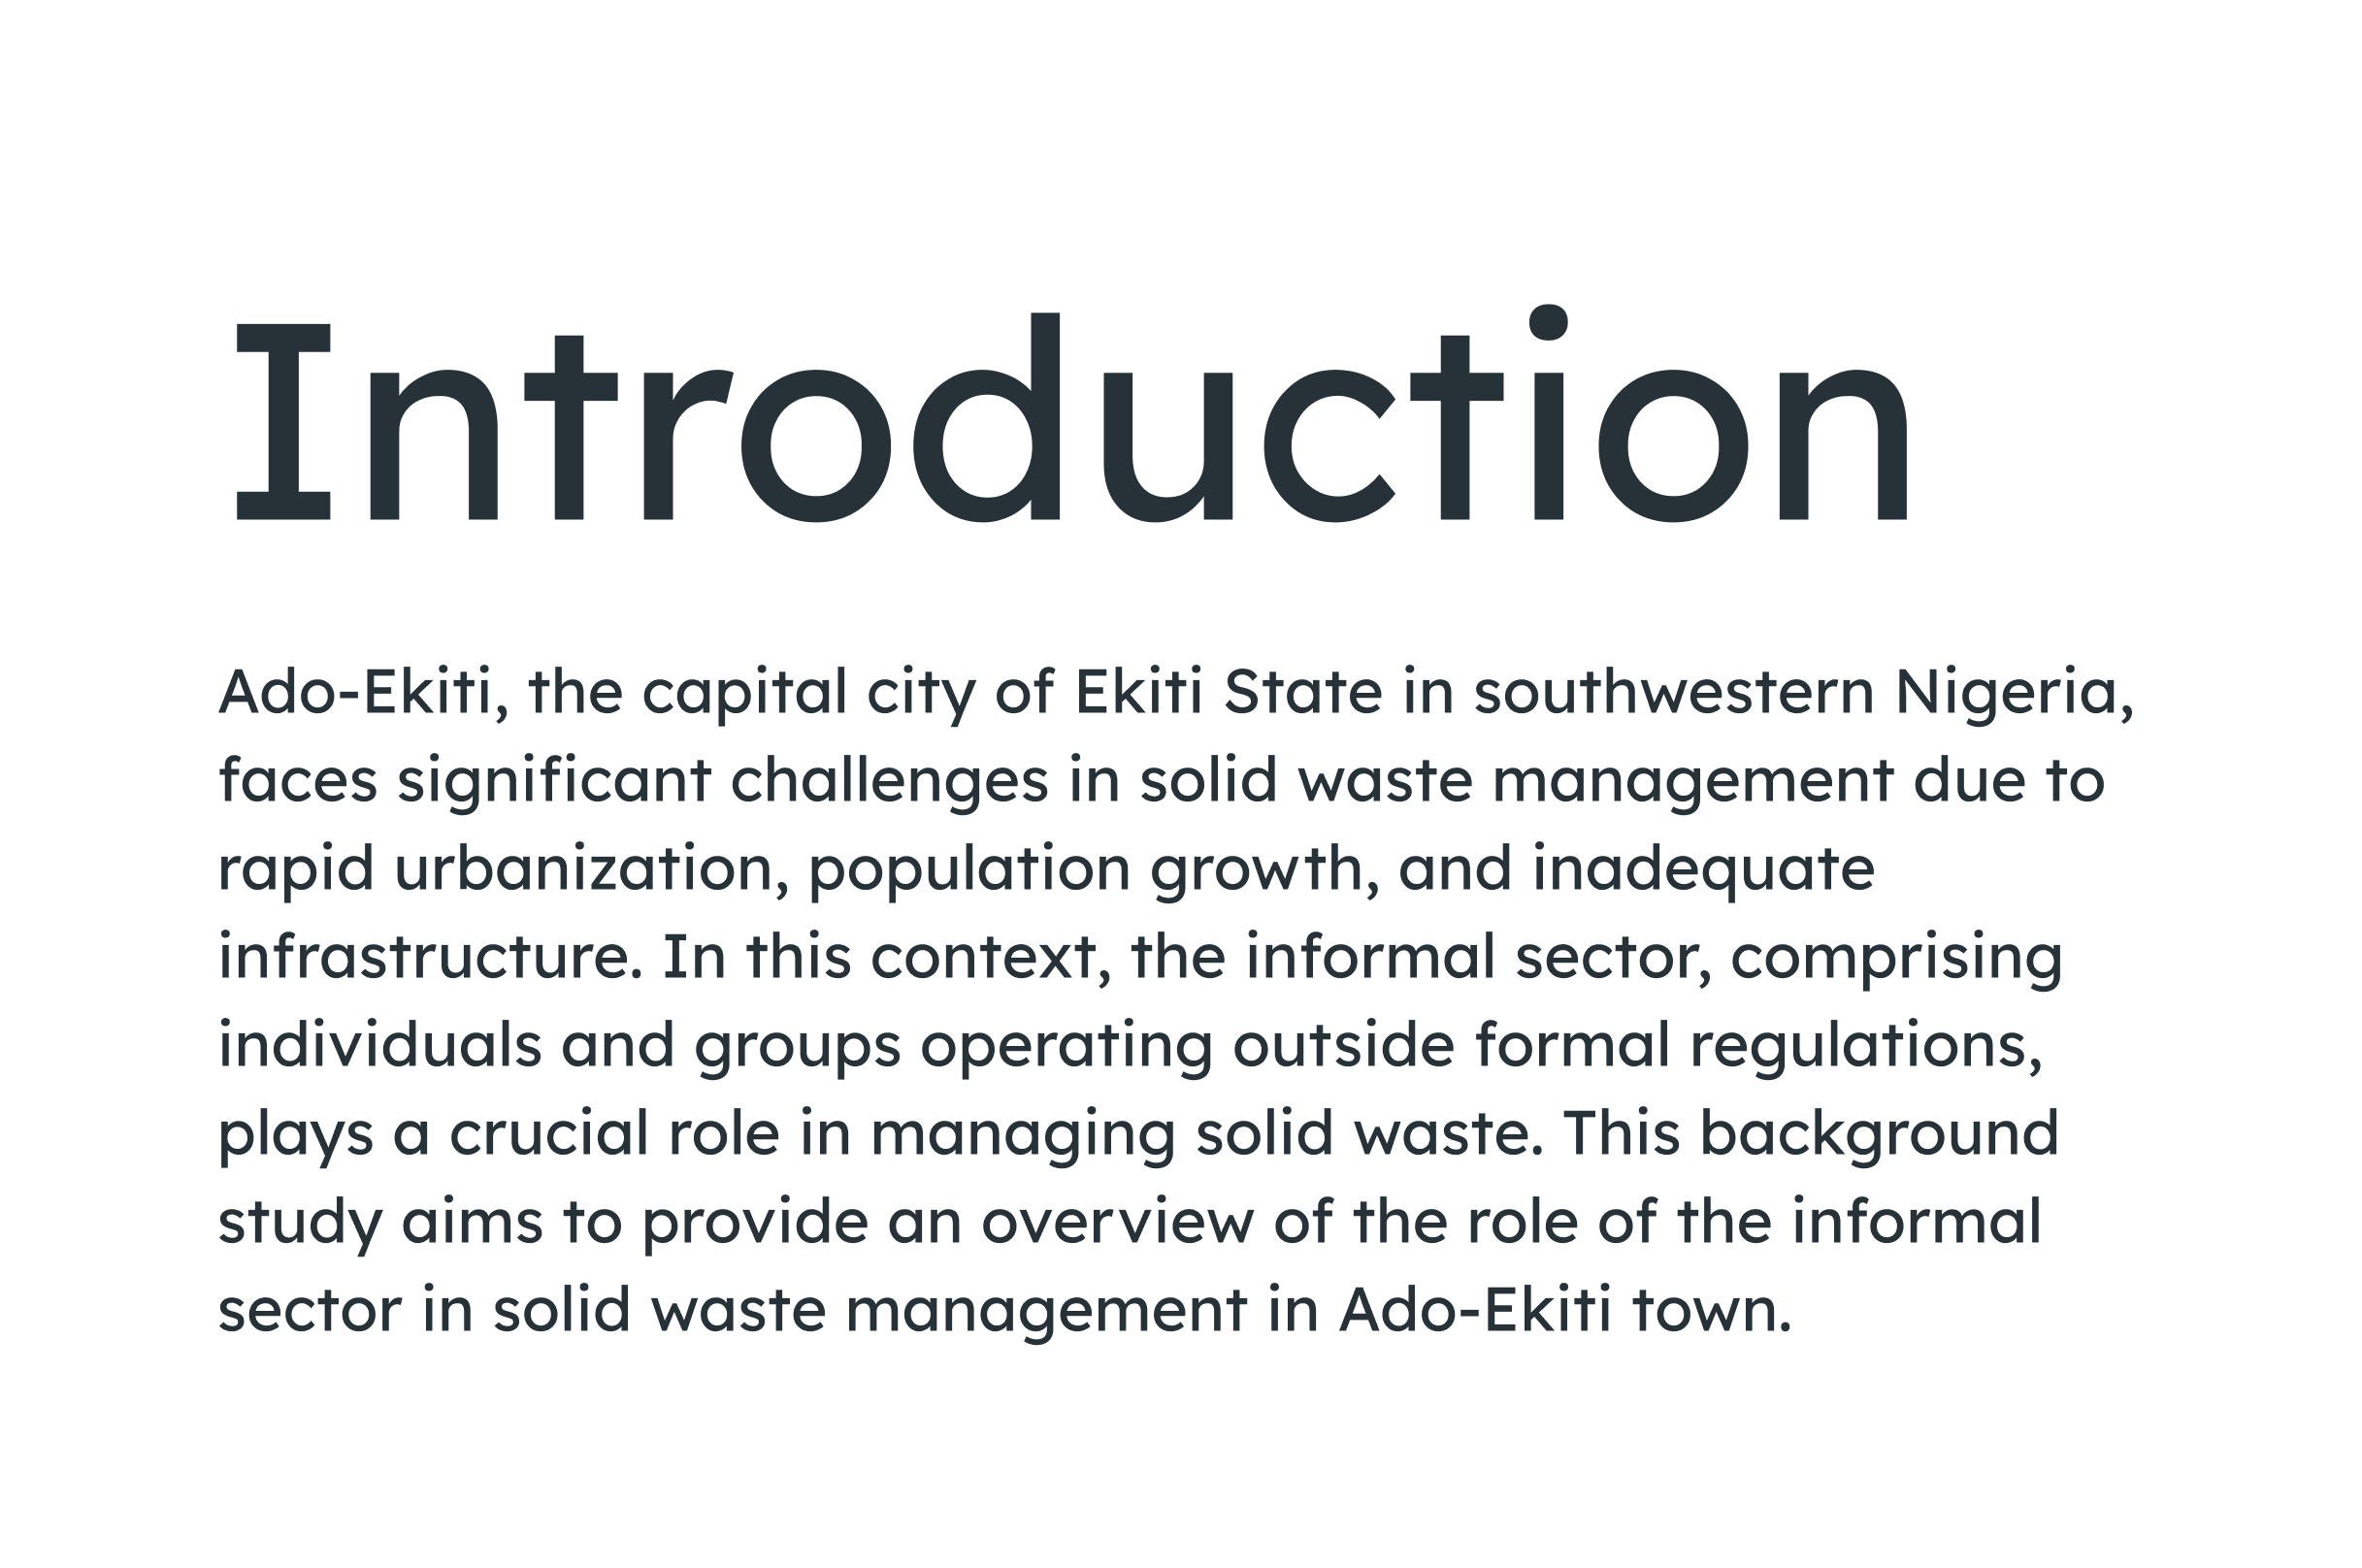 Introduction
Ado-Ekiti, the capital city of Ekiti State in southwestern Nigeria,
faces significant challenges in solid waste management due to
rapid urbanization, population growth, and inadequate
infrastructure. In this context, the informal sector, comprising
individuals and groups operating outside formal regulations,
plays a crucial role in managing solid waste. This background
study aims to provide an overview of the role of the informal
sector in solid waste management in Ado-Ekiti town.